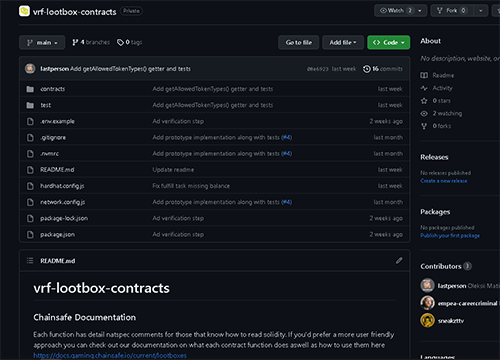 vrf-lootbox-contracts Private
Watch 2
Fork 0
main
4 branches
0 tags
Go to file
Add file
Code
About
No description, website, or
lastperson Add getAllowedTokenTypes() getter and tests
last week
16 commits
contracts Add getAllowedTokenTypes() getter and tests last week
test Add getAllowedTokenTypes() getter and tests last week
.env.example Ad verification step 2 weeks ago
.gitignore Add prototype implementation along with tests (#4) last month
.nvmrc Add prototype implementation along with tests (#4) last month
README.md Update readme last week
hardhat.config.js Fix fulfill task missing balance last week
network.config.js Add prototype implementation along with tests (#4) last month
package-lock.json Ad verification step 2 weeks ago
package.json Ad verification step 2 weeks ago
Readme
Activity
0 stars
2 watching
0 forks
Releases
No releases published
Create a new release
Packages
No packages published
Publish your first package
Contributors 3
lastperson Oleksii Mati
empea-careercriminal
sneakzttv
README.md
vrf-lootbox-contracts
Chainsafe Documentation
Each function has detail natspec comments for those that know how to read solidity. If you'd prefer a more user friendly
approach you can check out our documentation on what each contract function does aswell as how to use them here
https://docs.gaming.chainsafe.io/current/lootboxes